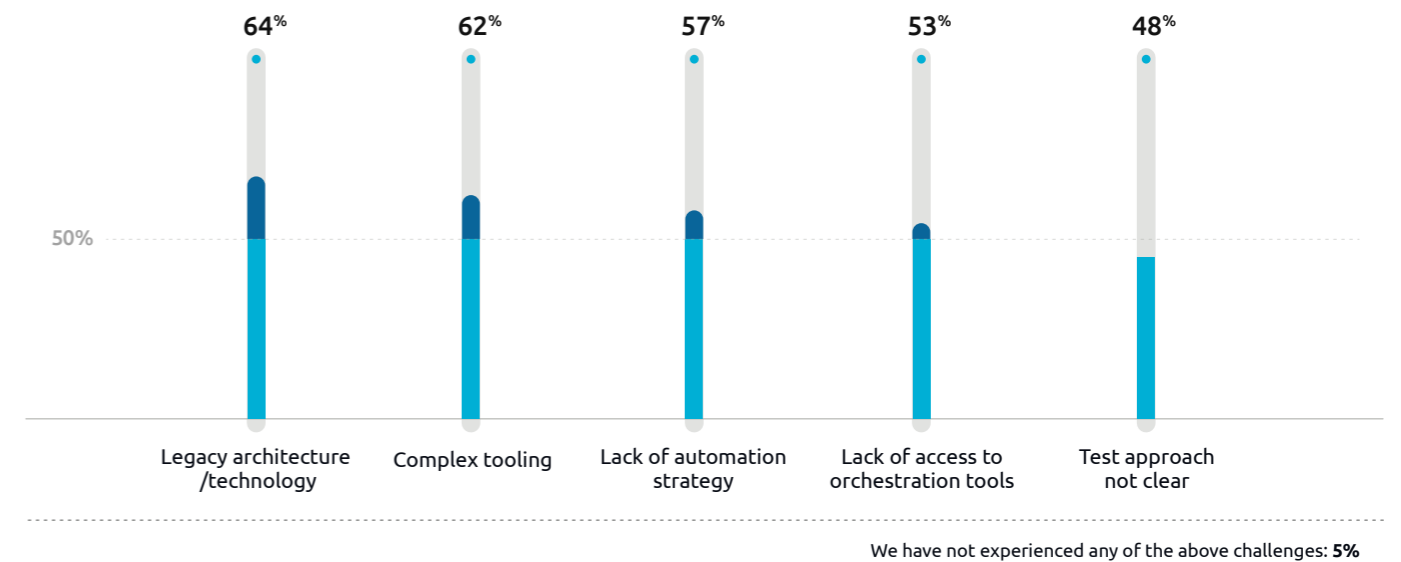 64%
62%
57%
53%
48%
50%
Legacy architecture
/technology
Complex tooling
Lack of automation
strategy
Lack of access to
orchestration tools
Test approach
not clear
We have not experienced any of the above challenges: 5%